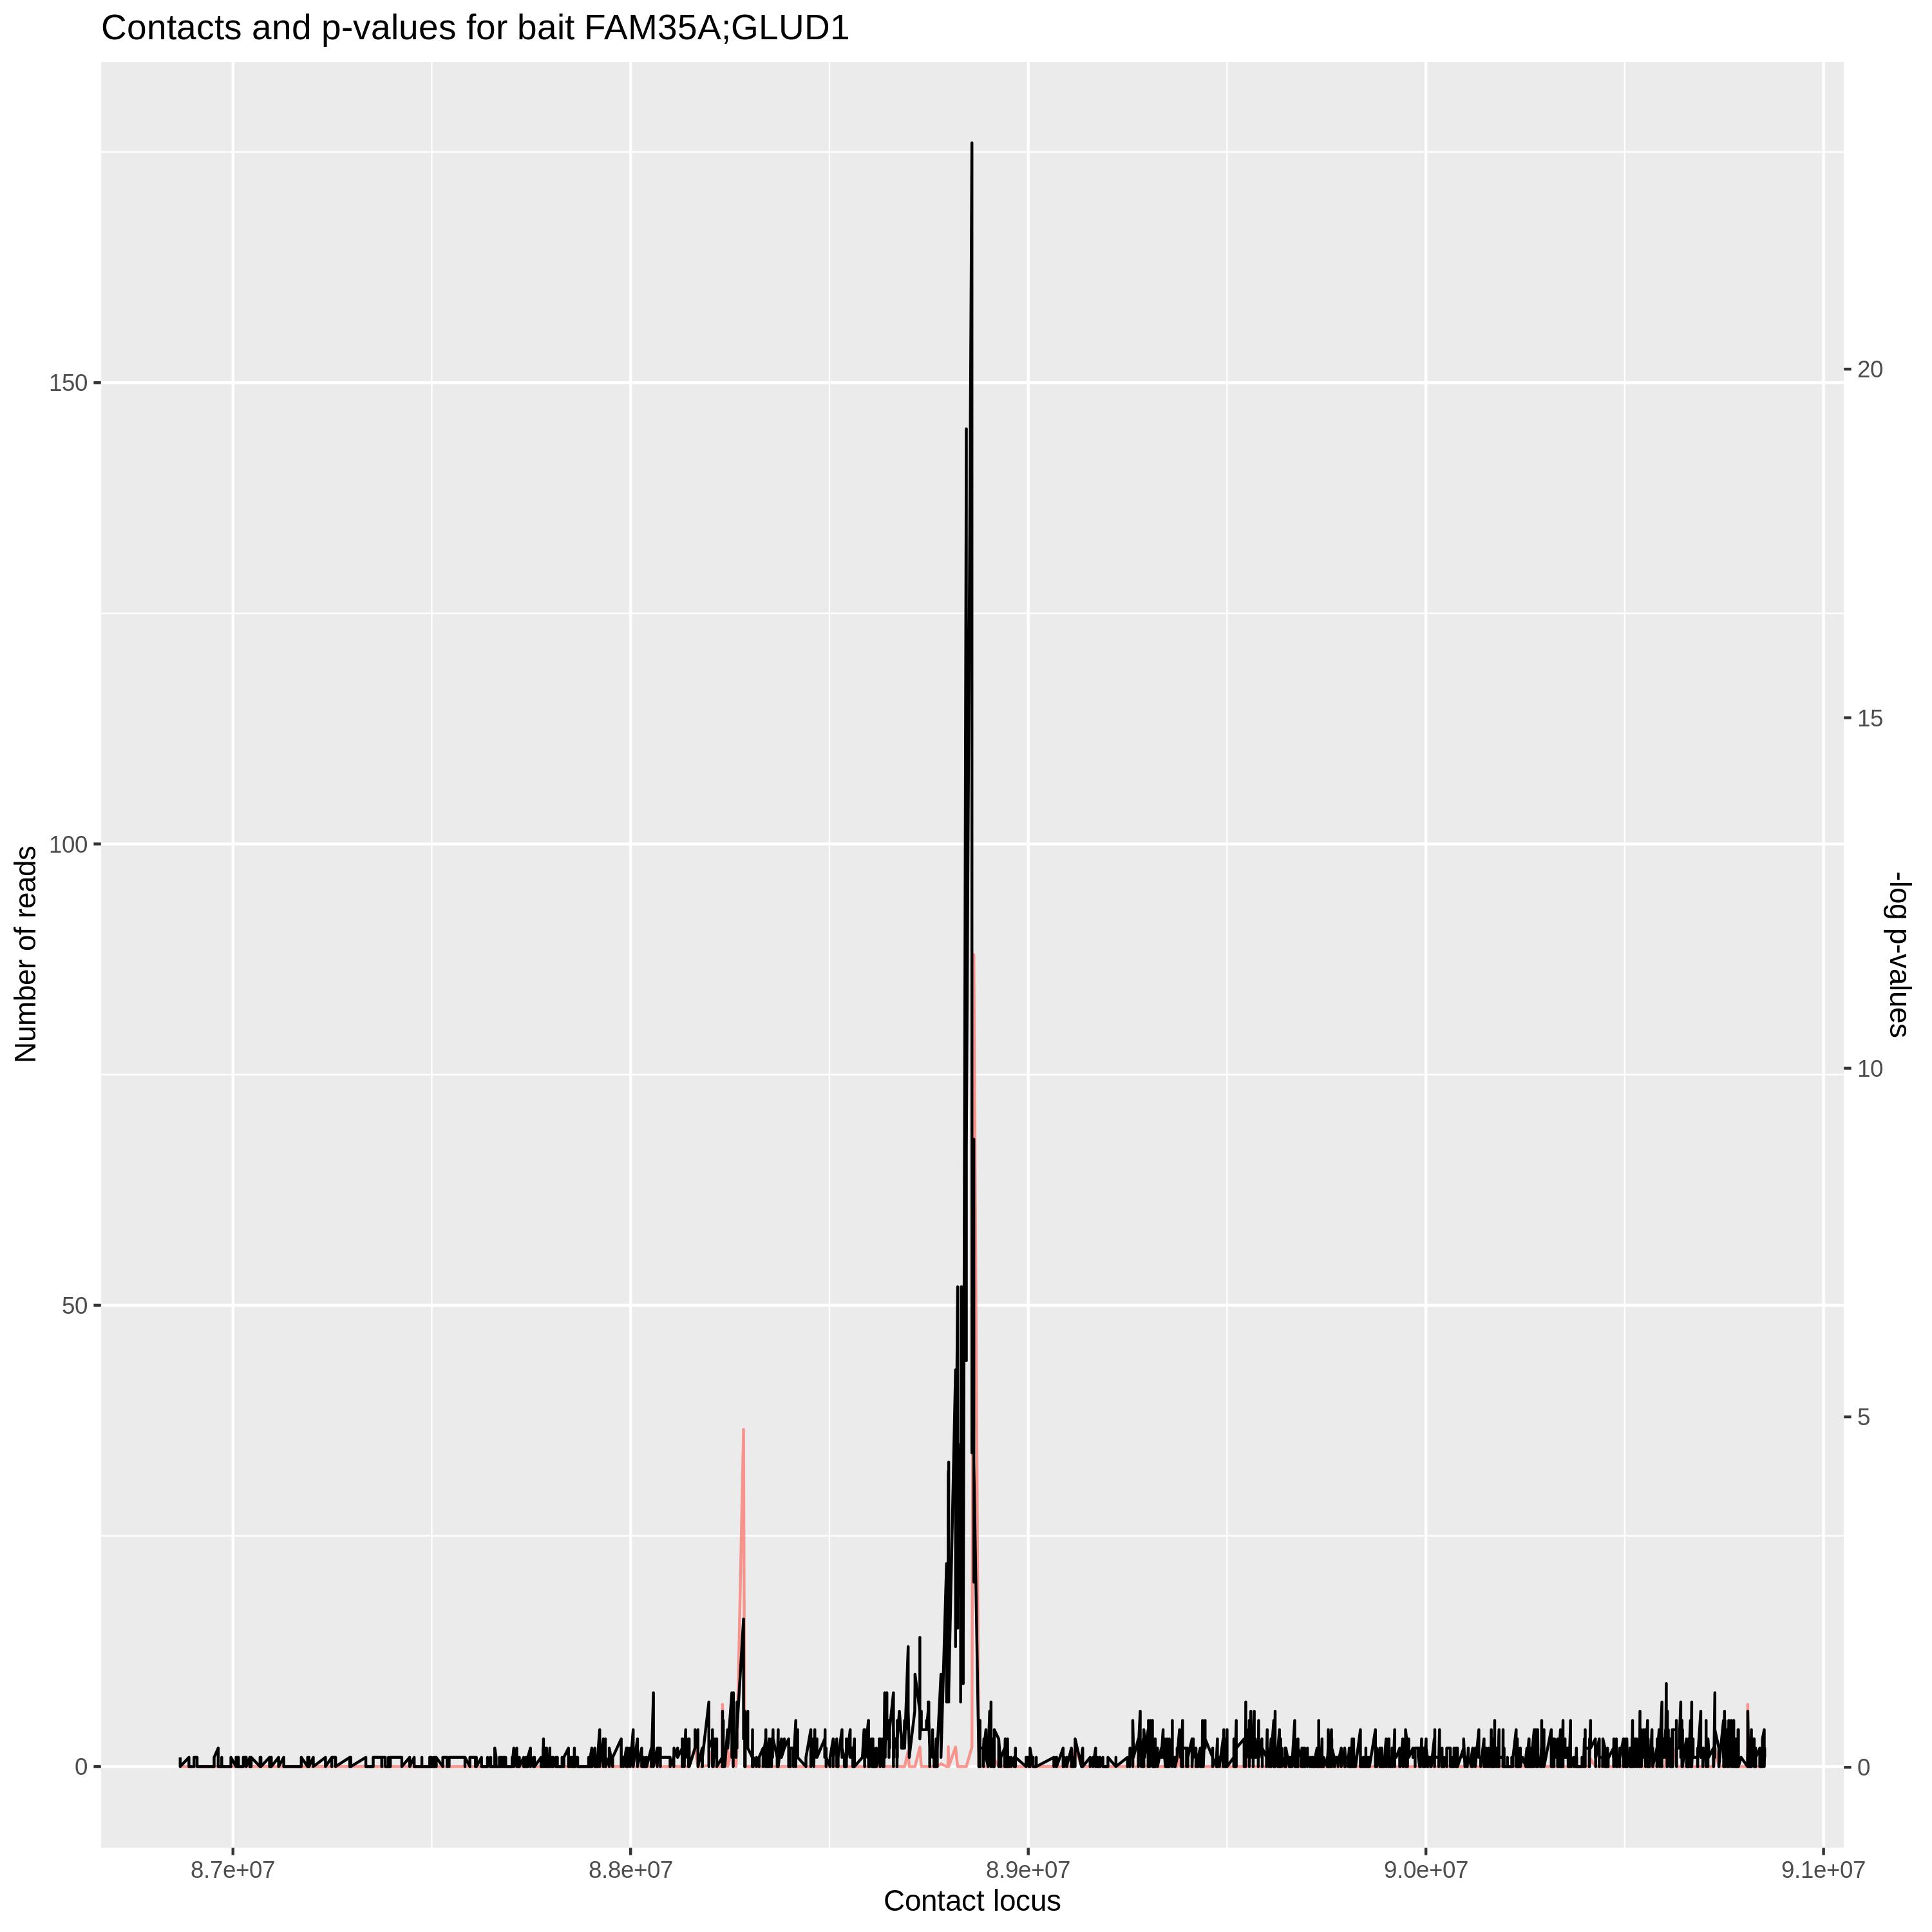 Contacts and p-values for bait FAM35A;GLUD1
Number of reads
150
100
50
0
20
15
10
5
0
-log p-values
8.7e+07
8.8e+07
8.9e+07
9.0e+07
9.1e+07
Contact locus